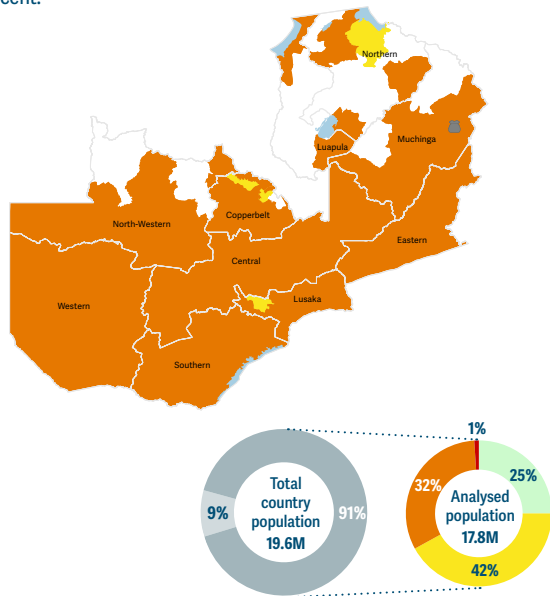 cent.
Northern
Muchinga
Luapula
North-Western
Copperbelt
Eastern
Central
Western
Lusaka
Southern
1%
25%
32%
Total
country
population
19.6M
9%
91%
Analysed
population
17.8M
42%